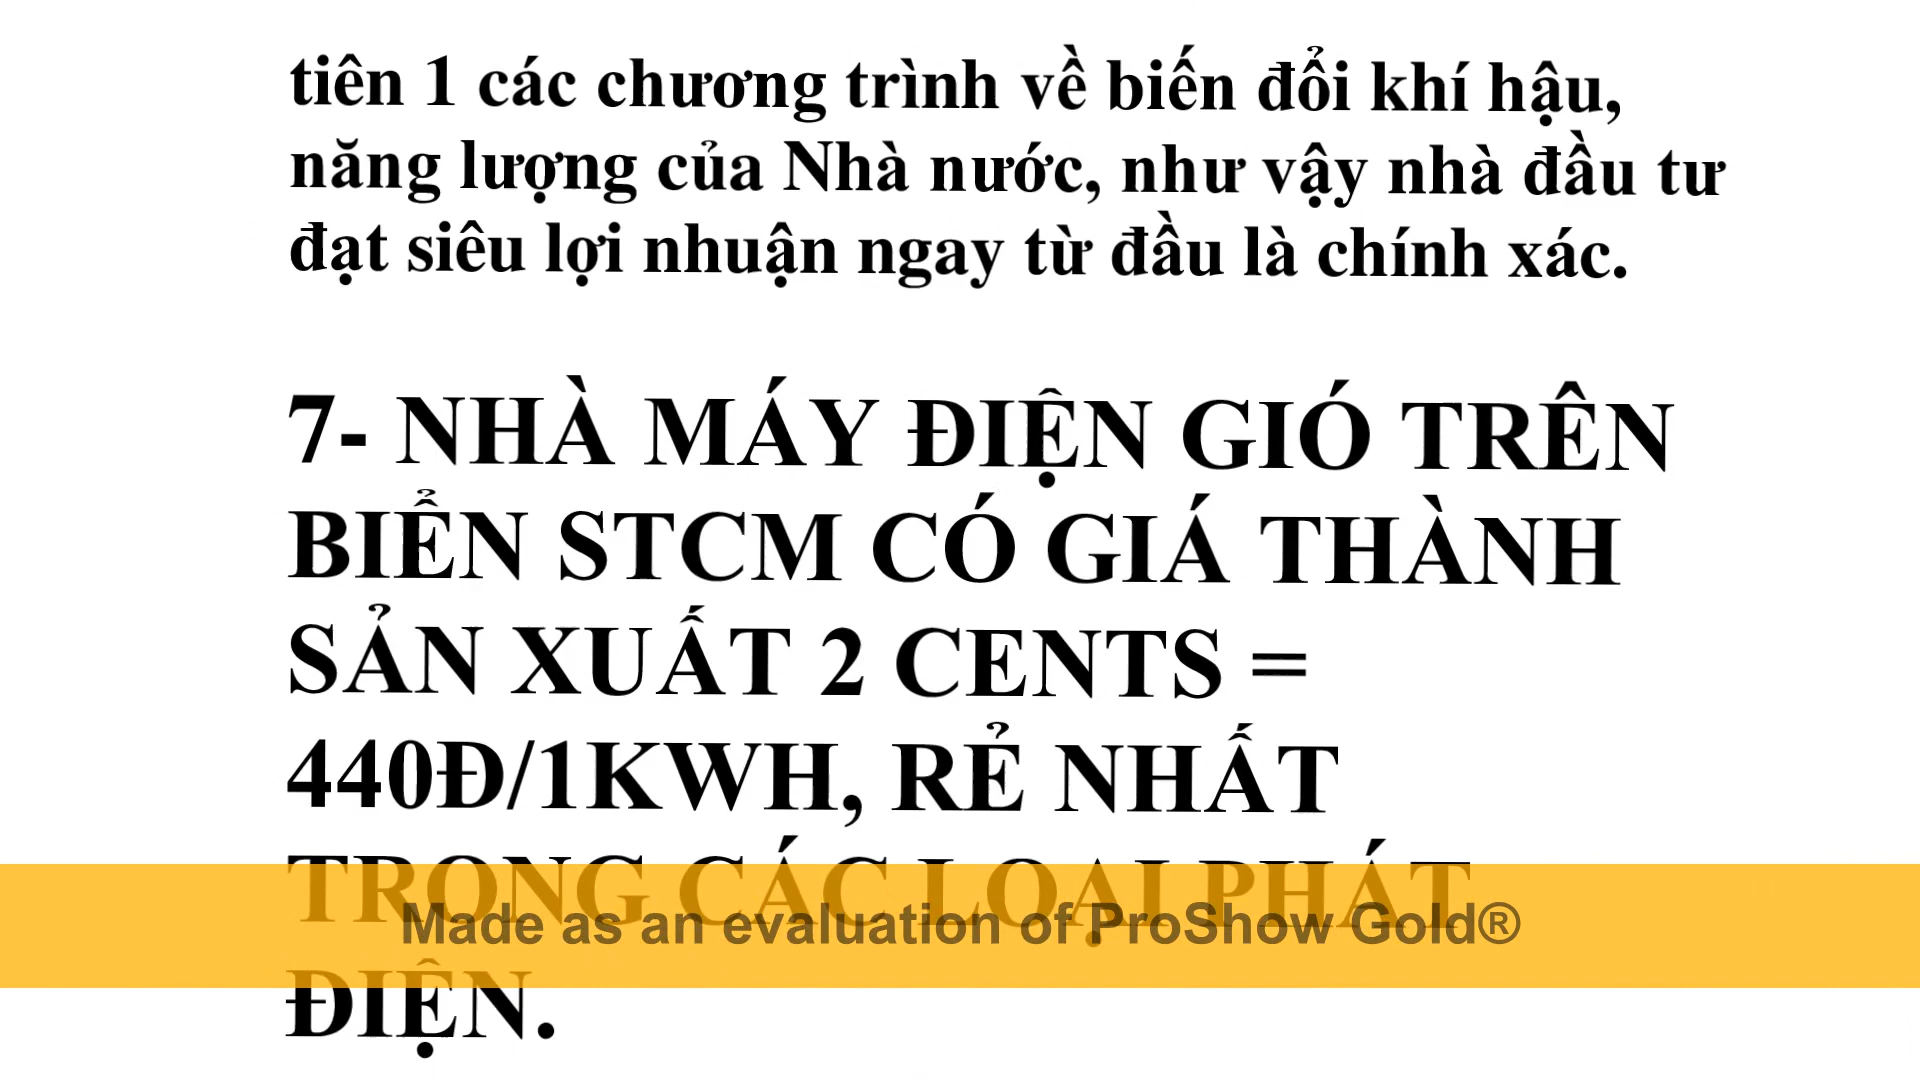 tiên 1 các chương trình về biến đổi khí hậu,
năng lượng của Nhà nước, như vậy nhà đầu tư
đạt siêu lợi nhuận ngay từ đầu là chính xác.
7- NHÀ MÁY ĐIỆN GIÓ TRÊN
BIỂN STCM CÓ GIÁ THÀNH
SẢN XUẤT 2 CENTS =
440Đ/1KWH, RẺ NHẤT
TRONG CÁC LOẠI PHÁT
Made as an evaluation of ProShow Gold®
ĐIỆN.